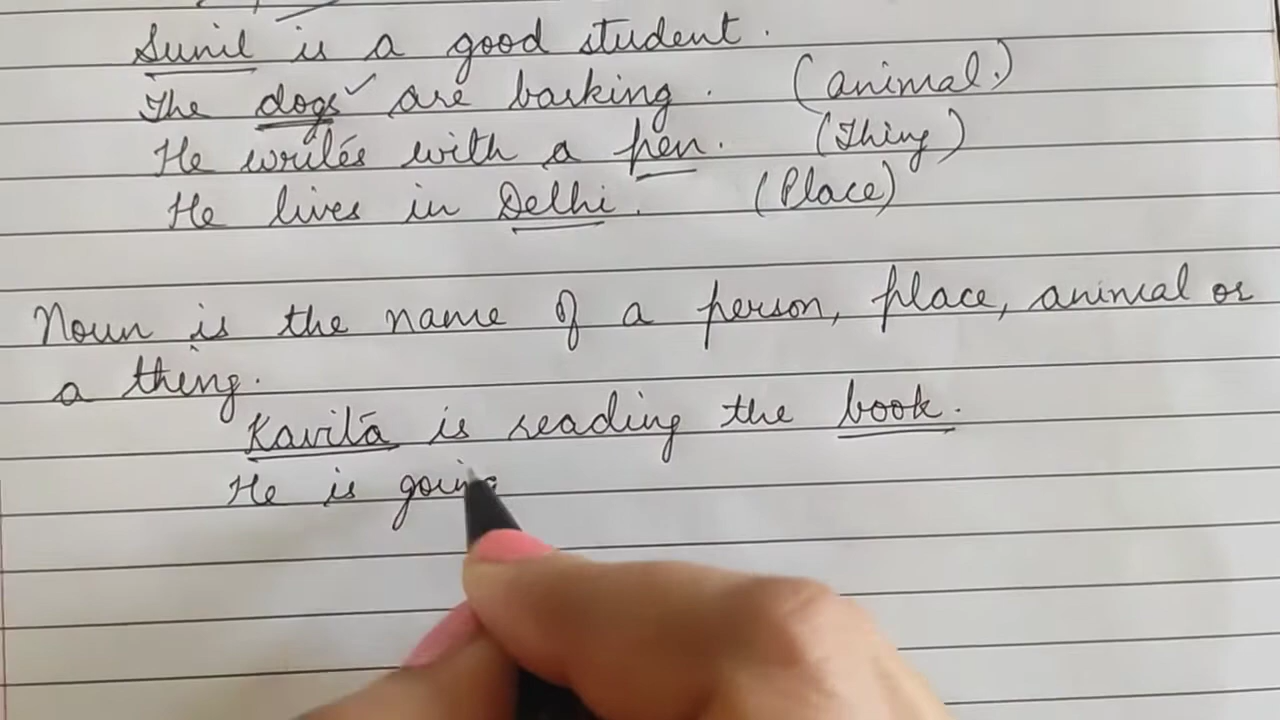 Sunil is a good student.
The dogs✓ are barking. (animal.)
He writes with a pen. (Thing)
He lives in Delhi. (Place)
Noun is the name of a person, place, animal or
a thing.
Kavita is reading the book.
He is going